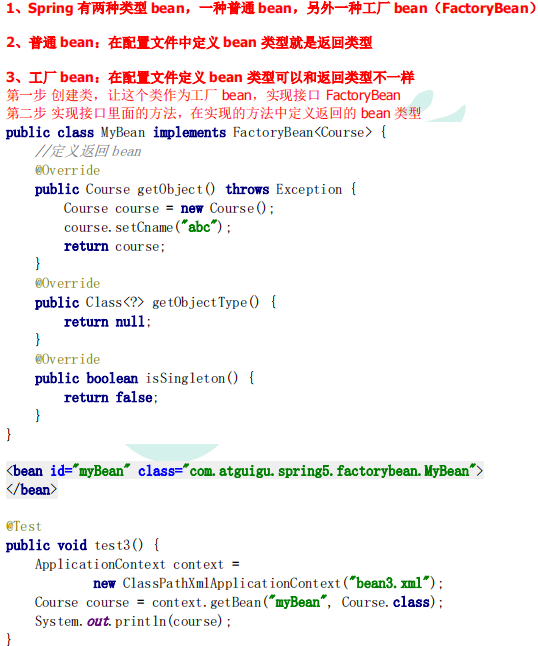 1、Spring 有两种类型 bean，一种普通 bean，另外一种工厂 bean（FactoryBean）
2、普通 bean：在配置文件中定义 bean 类型就是返回类型
3、工厂 bean：在配置文件定义 bean 类型可以和返回类型不一样
第一步 创建类，让这个类作为工厂 bean，实现接口 FactoryBean
第二步 实现接口里面的方法，在实现的方法中定义返回的 bean 类型
public class MyBean implements FactoryBean<Course> {
//定义返回 bean
@Override
public Course getObject() throws Exception {
Course course = new Course();
course.setCname("abc");
return course;
}
@Override
public Class<?> getObjectType() {
return null;
}
@Override
public boolean isSingleton() {
return false;
}
}
<bean id="myBean" class="com.atguigu.spring5.factorybean.MyBean">
</bean>
@Test
public void test3() {
ApplicationContext context =
new ClassPathXmlApplicationContext("bean3.xml");
Course course = context.getBean("myBean", Course.class);
System.out.println(course);
}